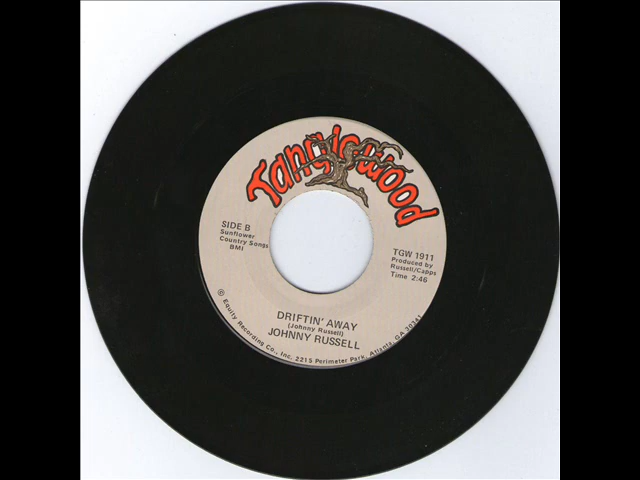 Tanglewood
SIDE B
Sunflower
Country Songs
BMI
TGW 1911
Produced by
Russell/Capps
Time 2:46
DRIFTIN' AWAY
(Johnny Russell)
JOHNNY RUSSELL
℗ Equity Recording Co., Inc. 2215 Perimeter Park, Atlanta, GA 30341